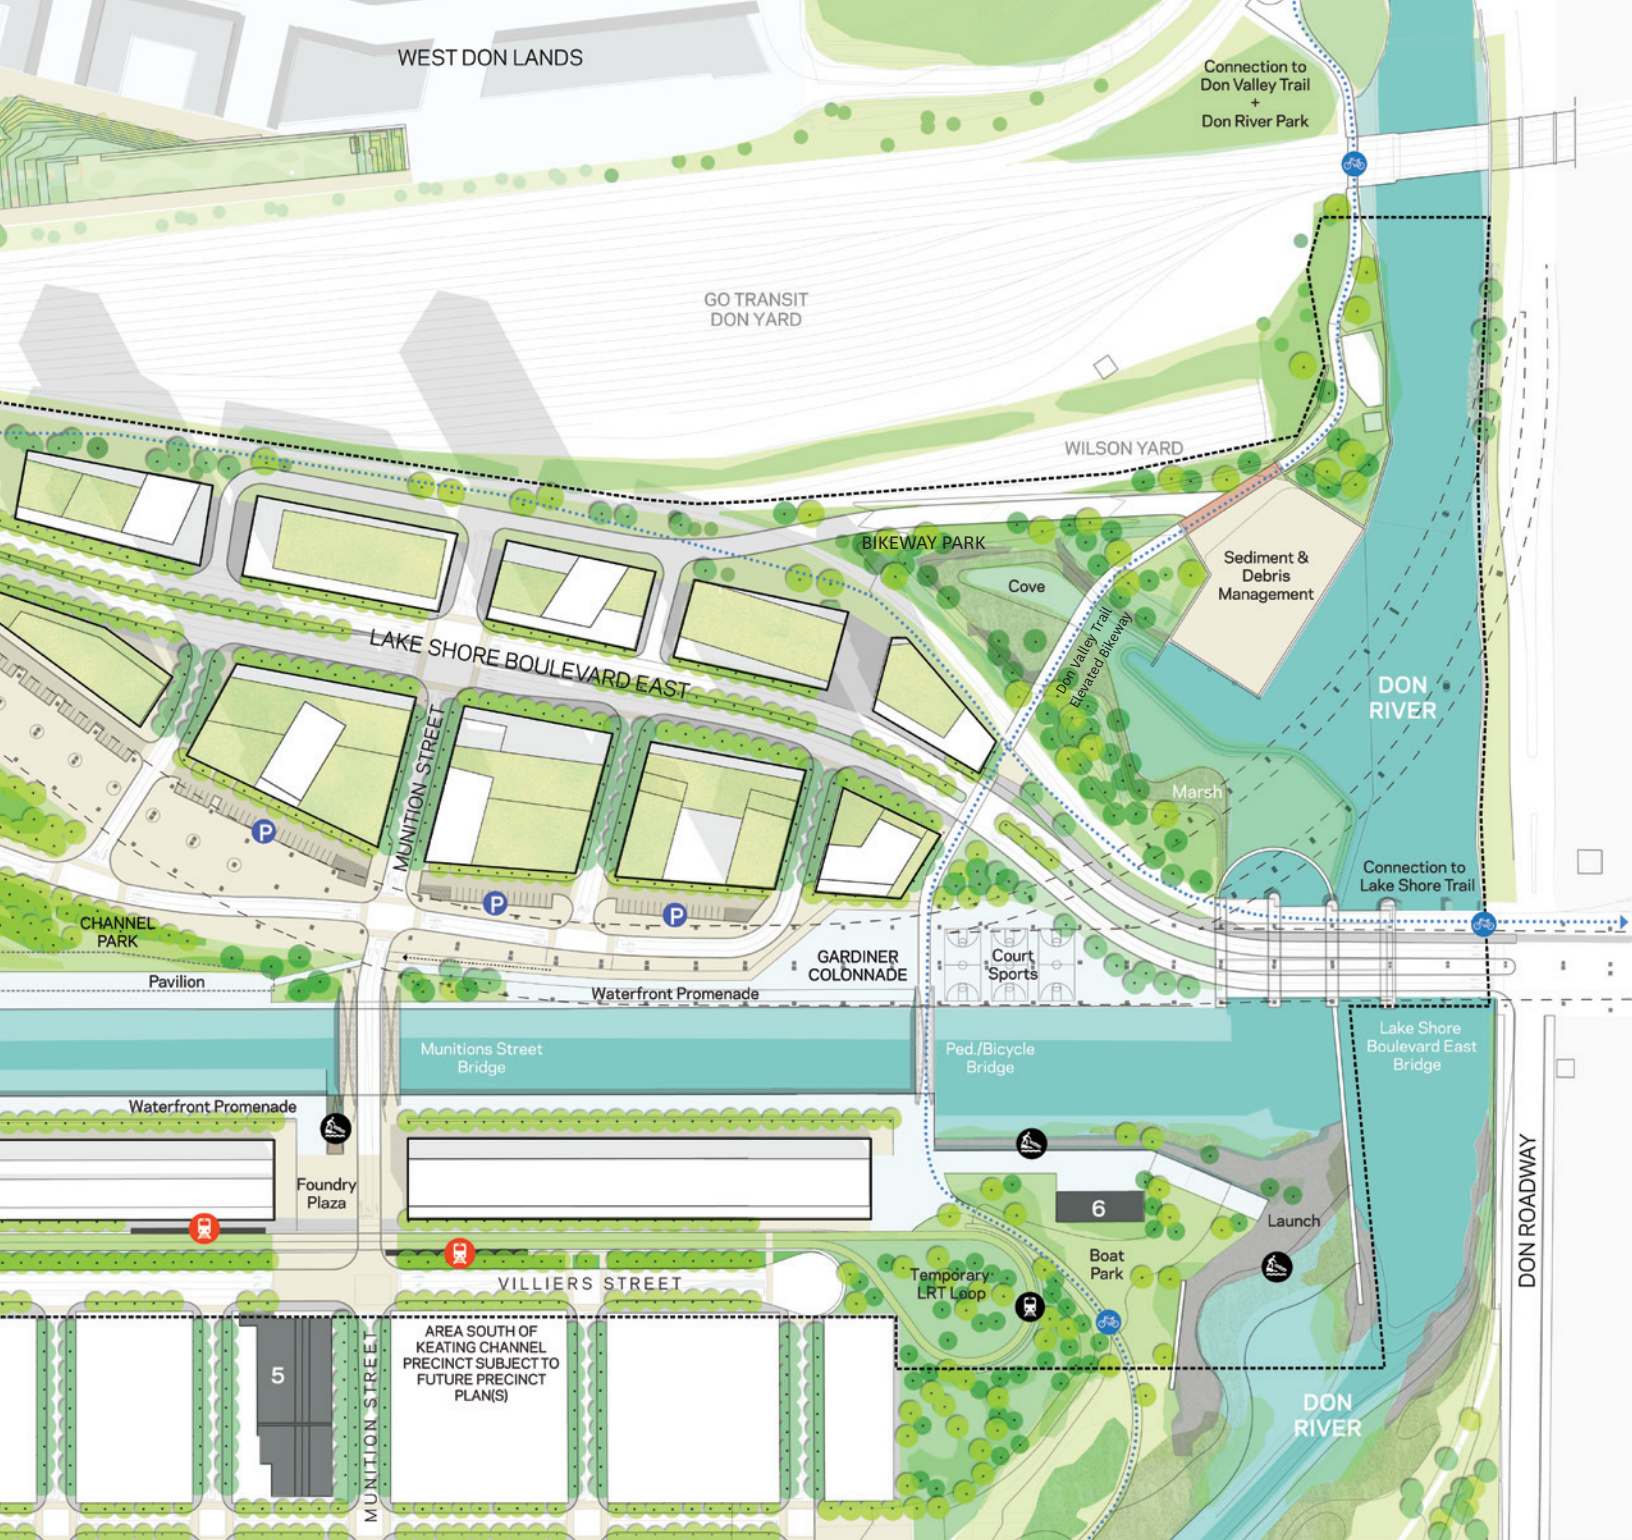 WEST DON LANDS
Connection to
Don Valley Trail
+
Don River Park
GO TRANSIT
DON YARD
WILSON YARD
BIKEWAY PARK
Cove
Sediment &
Debris
Management
Don Valley Trail
Elevated Bikeway
LAKE SHORE BOULEVARD EAST
DON
RIVER
MUNITION STREET
Marsh
P
P
P
Connection to
Lake Shore Trail
CHANNEL
PARK
Pavilion
GARDINER
COLONNADE
Court
Sports
Waterfront Promenade
Munitions Street
Bridge
Ped./Bicycle
Bridge
Lake Shore
Boulevard East
Bridge
Waterfront Promenade
Foundry
Plaza
6
Launch
Boat
Park
DON ROADWAY
Temporary
LRT Loop
VILLIERS STREET
AREA SOUTH OF
KEATING CHANNEL
PRECINCT SUBJECT TO
FUTURE PRECINCT
PLAN(S)
5
MUNITION STREET
DON
RIVER